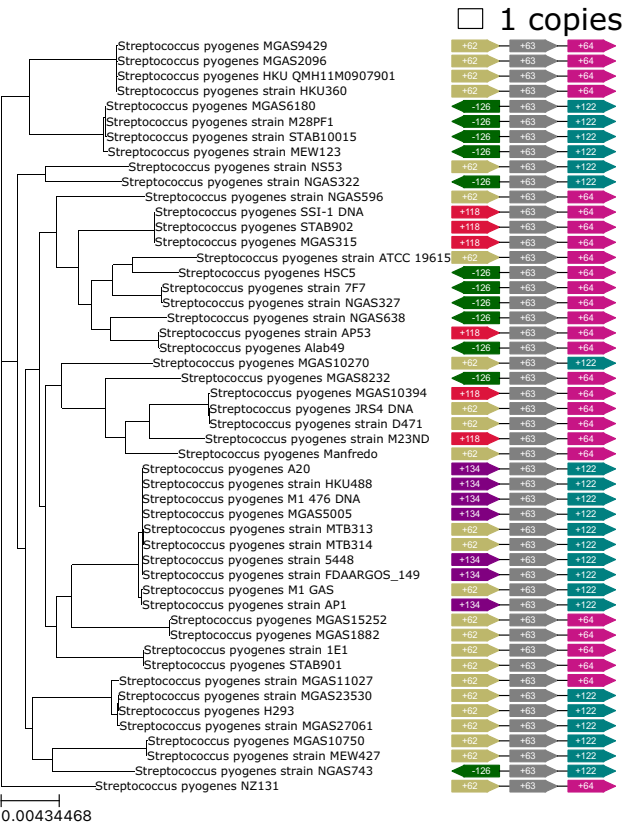 1 copies
Streptococcus pyogenes MGAS9429 +62 +63 +64
Streptococcus pyogenes MGAS2096 +62 +63 +64
Streptococcus pyogenes HKU QMH11M0907901 +62 +63 +64
Streptococcus pyogenes strain HKU360 +62 +63 +64
Streptococcus pyogenes MGAS6180 -126 +63 +122
Streptococcus pyogenes strain M28PF1 -126 +63 +122
Streptococcus pyogenes STAB10015 -126 +63 +122
Streptococcus pyogenes strain MEW123 -126 +63 +122
Streptococcus pyogenes strain NS53 +62 +63 +122
Streptococcus pyogenes strain NGAS322 -126 +63 +122
Streptococcus pyogenes strain NGAS596 +62 +63 +64
Streptococcus pyogenes SSI-1 DNA +118 +63 +64
Streptococcus pyogenes STAB902 +118 +63 +64
Streptococcus pyogenes MGAS315 +118 +63 +64
Streptococcus pyogenes strain ATCC 19615 +62 +63 +64
Streptococcus pyogenes HSC5 -126 +63 +64
Streptococcus pyogenes strain 7F7 -126 +63 +64
Streptococcus pyogenes strain NGAS327 -126 +63 +64
Streptococcus pyogenes strain NGAS638 -126 +63 +64
Streptococcus pyogenes strain AP53 +118 +63 +64
Streptococcus pyogenes Alab49 -126 +63 +64
Streptococcus pyogenes MGAS10270 +62 +63 +122
Streptococcus pyogenes MGAS8232 -126 +63 +64
Streptococcus pyogenes MGAS10394 +118 +63 +64
Streptococcus pyogenes JRS4 DNA +62 +63 +64
Streptococcus pyogenes strain D471 +62 +63 +64
Streptococcus pyogenes strain M23ND +118 +63 +64
Streptococcus pyogenes Manfredo +62 +63 +64
Streptococcus pyogenes A20 +134 +63 +122
Streptococcus pyogenes strain HKU488 +134 +63 +122
Streptococcus pyogenes M1 476 DNA +134 +63 +122
Streptococcus pyogenes MGAS5005 +134 +63 +122
Streptococcus pyogenes strain MTB313 +62 +63 +122
Streptococcus pyogenes strain MTB314 +62 +63 +122
Streptococcus pyogenes strain 5448 +134 +63 +122
Streptococcus pyogenes strain FDAARGOS_149 +134 +63 +122
Streptococcus pyogenes M1 GAS +62 +63 +122
Streptococcus pyogenes strain AP1 +134 +63 +122
Streptococcus pyogenes MGAS15252 +62 +63 +64
Streptococcus pyogenes MGAS1882 +62 +63 +64
Streptococcus pyogenes strain 1E1 +62 +63 +64
Streptococcus pyogenes STAB901 +62 +63 +64
Streptococcus pyogenes strain MGAS11027 +62 +63 +64
Streptococcus pyogenes strain MGAS23530 +62 +63 +122
Streptococcus pyogenes H293 +62 +63 +122
Streptococcus pyogenes strain MGAS27061 +62 +63 +122
Streptococcus pyogenes MGAS10750 +62 +63 +122
Streptococcus pyogenes strain MEW427 +62 +63 +122
Streptococcus pyogenes strain NGAS743 -126 +63 +122
Streptococcus pyogenes NZ131 +62 +63 +64
0.00434468